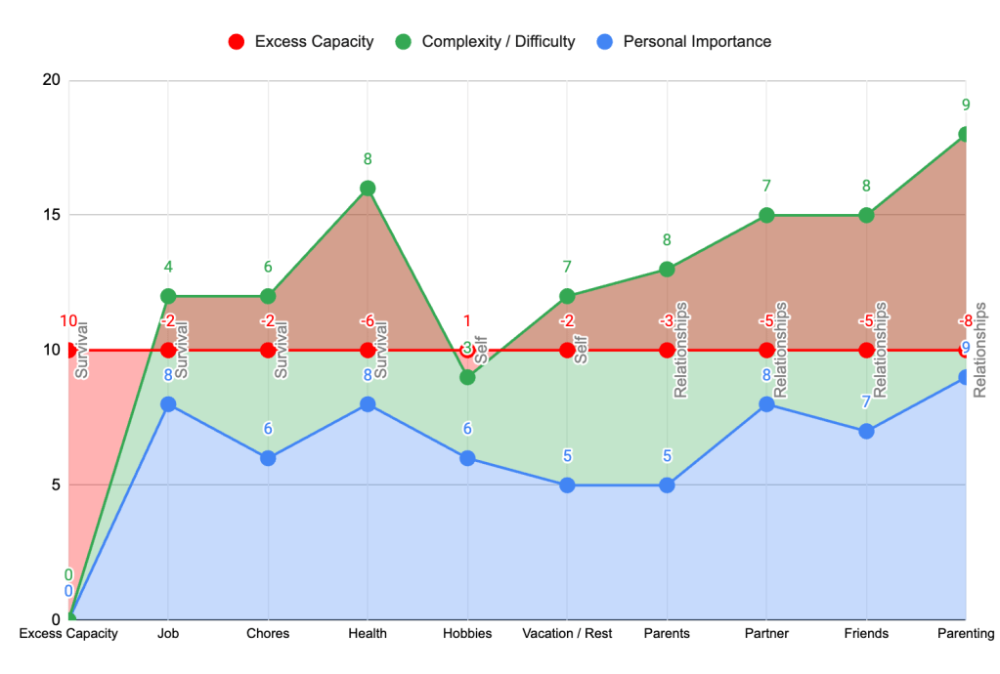 Excess Capacity
Complexity / Difficulty
Personal Importance
20
15
10
5
0
9
8
7
8
8
7
4
6
10
-2
-2
-6
1
-2
-3
-5
-5
-8
3
9
Survival
Survival
Survival
Survival
Self
Self
Relationships
Relationships
Relationships
Relationships
8
6
8
6
5
5
8
7
0
0
Excess Capacity
Job
Chores
Health
Hobbies
Vacation / Rest
Parents
Partner
Friends
Parenting